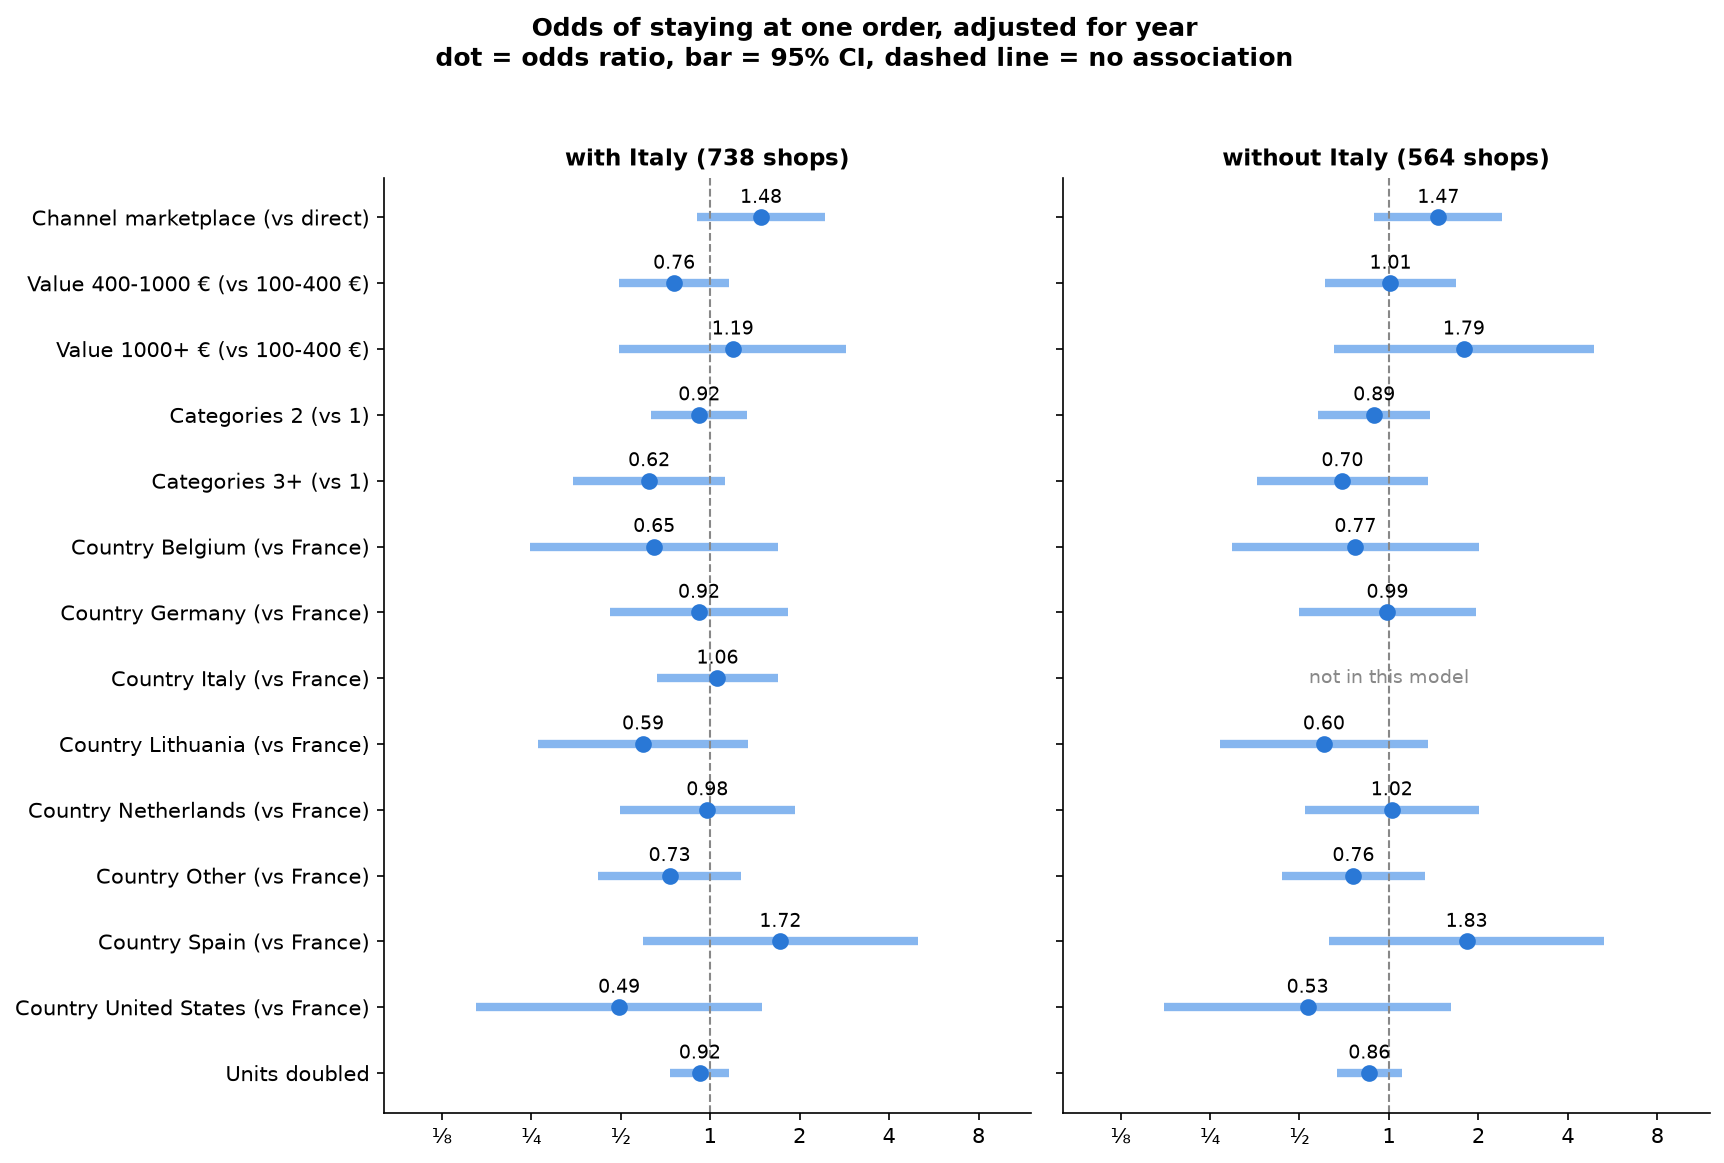 Odds of staying at one order, adjusted for year
dot = odds ratio, bar = 95% CI, dashed line = no association
with Italy (738 shops)
without Italy (564 shops)
Channel marketplace (vs direct)
1.48
1.47
Value 400-1000 € (vs 100-400 €)
0.76
1.01
Value 1000+ € (vs 100-400 €)
1.19
1.79
Categories 2 (vs 1)
0.92
0.89
Categories 3+ (vs 1)
0.62
0.70
Country Belgium (vs France)
0.65
0.77
Country Germany (vs France)
0.92
0.99
Country Italy (vs France)
1.06
not in this model
Country Lithuania (vs France)
0.59
0.60
Country Netherlands (vs France)
0.98
1.02
Country Other (vs France)
0.73
0.76
Country Spain (vs France)
1.72
1.83
Country United States (vs France)
0.49
0.53
Units doubled
0.92
0.86
⅛ ¼ ½ 1 2 4 8
⅛ ¼ ½ 1 2 4 8